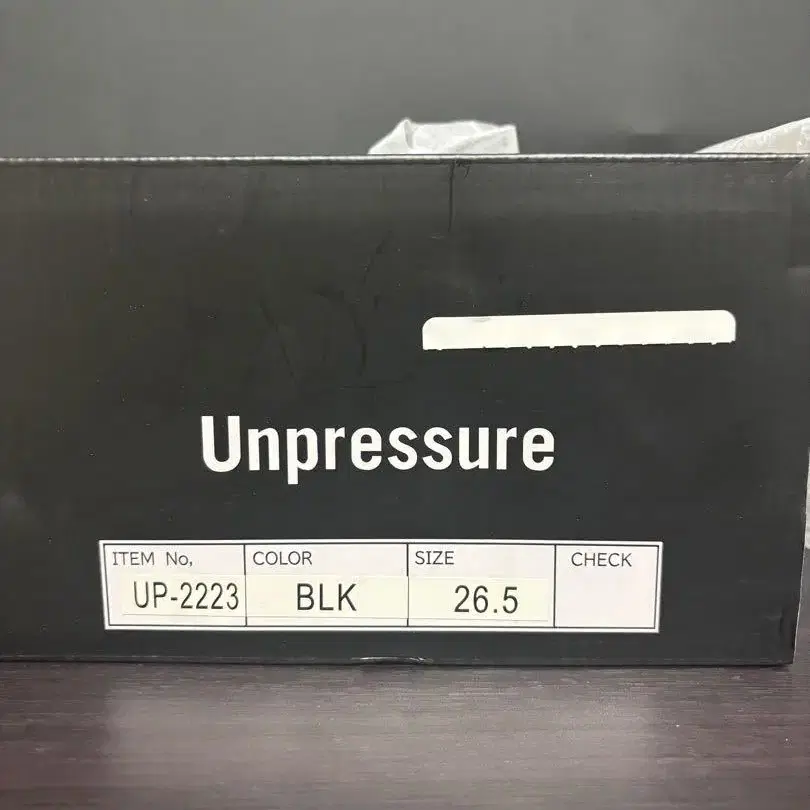 Unpressure
ITEM No, COLOR SIZE CHECK
UP-2223 BLK 26.5